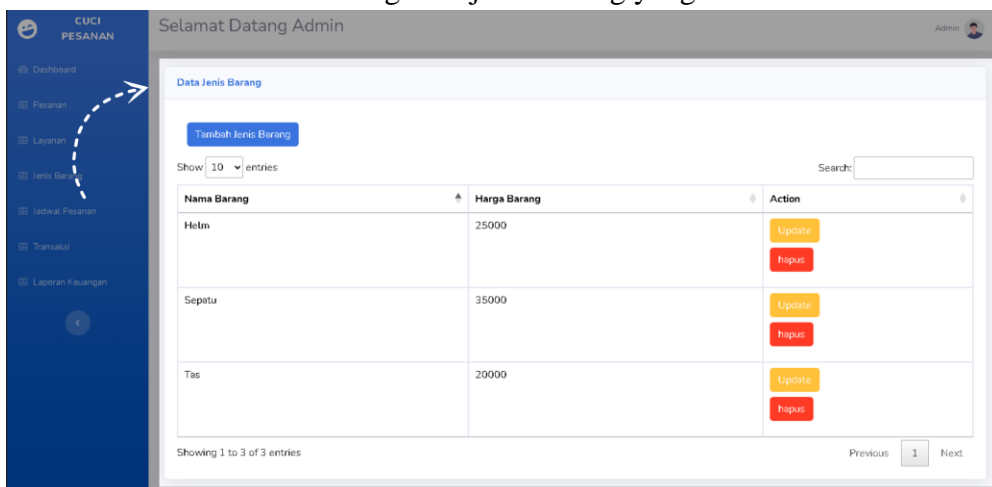 CUCI
PESANAN
Selamat Datang Admin
Admin
Dashboard
Pesanan
Layanan
Jenis Barang
Jadwal Pesanan
Transaksi
Laporan Keuangan
Data Jenis Barang
Tambah Jenis Barang
Show 10 entries
Search:
Nama Barang Harga Barang Action
Helm 25000 Update
hapus
Sepatu 35000 Update
hapus
Tas 20000 Update
hapus
Showing 1 to 3 of 3 entries
Previous 1 Next